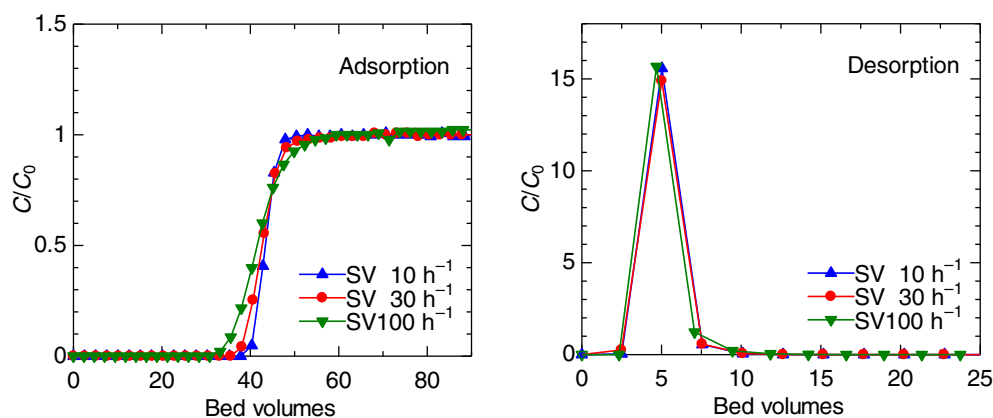 1.5
1
0.5
0
C/C₀
Adsorption
SV 10 h⁻¹
SV 30 h⁻¹
SV100 h⁻¹
0 20 40 60 80
Bed volumes
15
10
5
0
C/C₀
Desorption
SV 10 h⁻¹
SV 30 h⁻¹
SV100 h⁻¹
0 5 10 15 20 25
Bed volumes